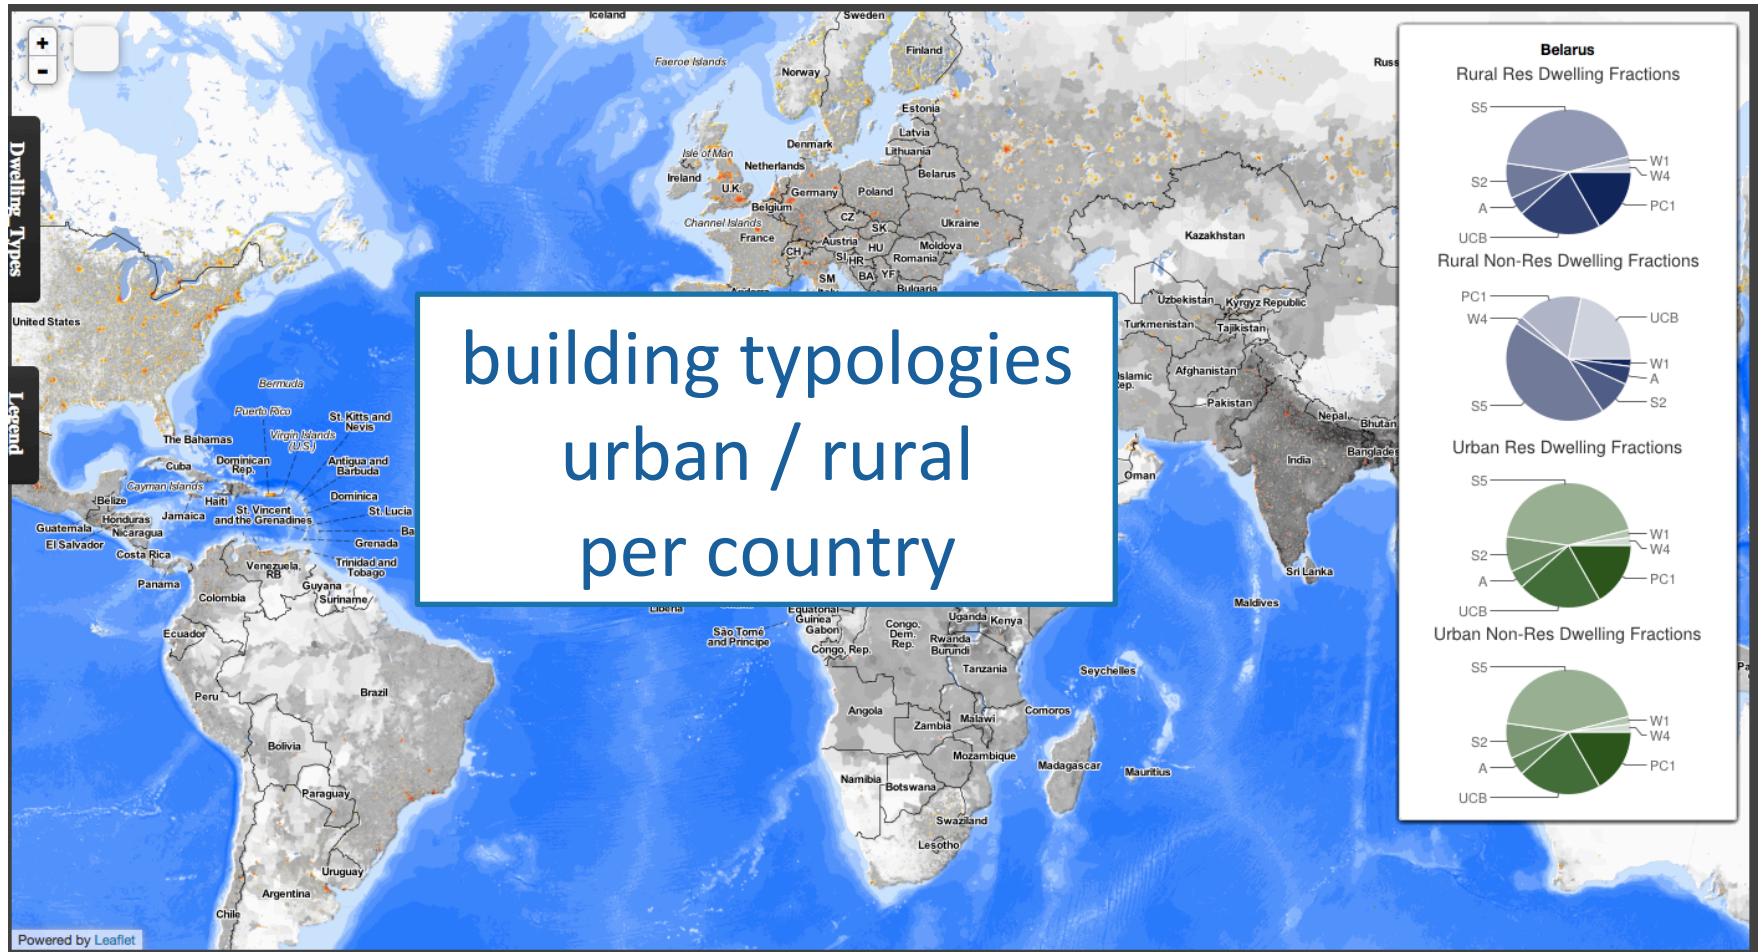 +
-
Dwelling Types
Legend
Iceland
Faeroe Islands
Sweden
Finland
Norway
Russ
Estonia
Latvia
Lithuania
Denmark
Isle of Man
Netherlands
Ireland
U.K.
Belarus
Germany
Poland
Belgium
Channel Islands
CZ
SK
Ukraine
France
Austria
HU
Moldova
CH
SI
HR
Romania
SM
BA
YF
Bulgaria
Andorra
Italy
Kazakhstan
Uzbekistan
Kyrgyz Republic
Turkmenistan
Tajikistan
Islamic
Rep.
Afghanistan
Pakistan
Nepal
Bhutan
Banglades
India
Oman
Sri Lanka
Maldives
United States
Bermuda
Puerto Rico
Virgin Islands
(U.S.)
St. Kitts and
Nevis
The Bahamas
Cuba
Dominican
Rep.
Antigua and
Barbuda
Cayman Islands
Belize
Haiti
Dominica
Honduras
Jamaica
St. Vincent
and the Grenadines
St. Lucia
Guatemala
Nicaragua
Ba
El Salvador
Grenada
Costa Rica
Trinidad and
Tobago
Panama
Venezuela,
RB
Guyana
Colombia
Suriname
Ecuador
Peru
Brazil
Bolivia
Paraguay
Uruguay
Argentina
Chile
building typologies
urban / rural
per country
Liberia
Equatorial
Guinea
Gabon
São Tomé
and Principe
Congo, Rep.
Congo,
Dem.
Rep.
Uganda
Kenya
Rwanda
Burundi
Tanzania
Seychelles
Angola
Zambia
Malawi
Comoros
Mozambique
Madagascar
Mauritius
Namibia
Botswana
Swaziland
Lesotho
Belarus
Rural Res Dwelling Fractions
S5
W1
W4
S2
A
PC1
UCB
Rural Non-Res Dwelling Fractions
PC1
W4
UCB
W1
A
S2
S5
Urban Res Dwelling Fractions
S5
W1
W4
S2
A
PC1
UCB
Urban Non-Res Dwelling Fractions
S5
W1
W4
S2
A
PC1
UCB
Pa
Powered by Leaflet